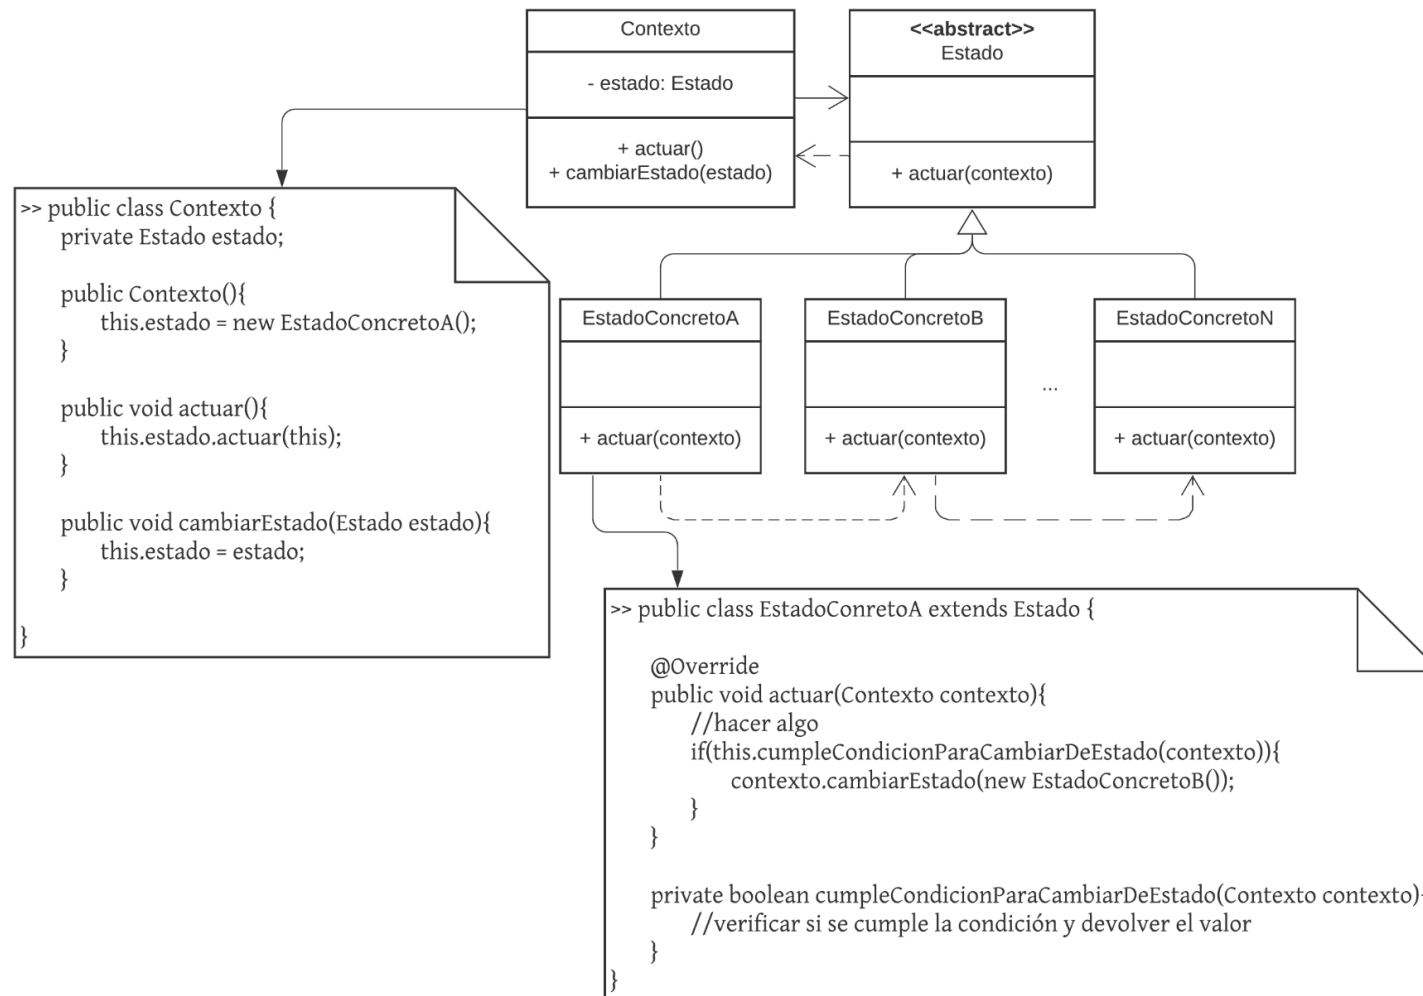 Contexto
- estado: Estado
+ actuar()
+ cambiarEstado(estado)
<<abstract>>
Estado
+ actuar(contexto)
>> public class Contexto {
private Estado estado;
public Contexto(){
this.estado = new EstadoConcretoA();
}
public void actuar(){
this.estado.actuar(this);
}
public void cambiarEstado(Estado estado){
this.estado = estado;
}
}
EstadoConcretoA
+ actuar(contexto)
EstadoConcretoB
+ actuar(contexto)
...
EstadoConcretoN
+ actuar(contexto)
>> public class EstadoConretoA extends Estado {
@Override
public void actuar(Contexto contexto){
//hacer algo
if(this.cumpleCondicionParaCambiarDeEstado(contexto)){
contexto.cambiarEstado(new EstadoConcretoB());
}
}
private boolean cumpleCondicionParaCambiarDeEstado(Contexto contexto){
//verificar si se cumple la condición y devolver el valor
}
}